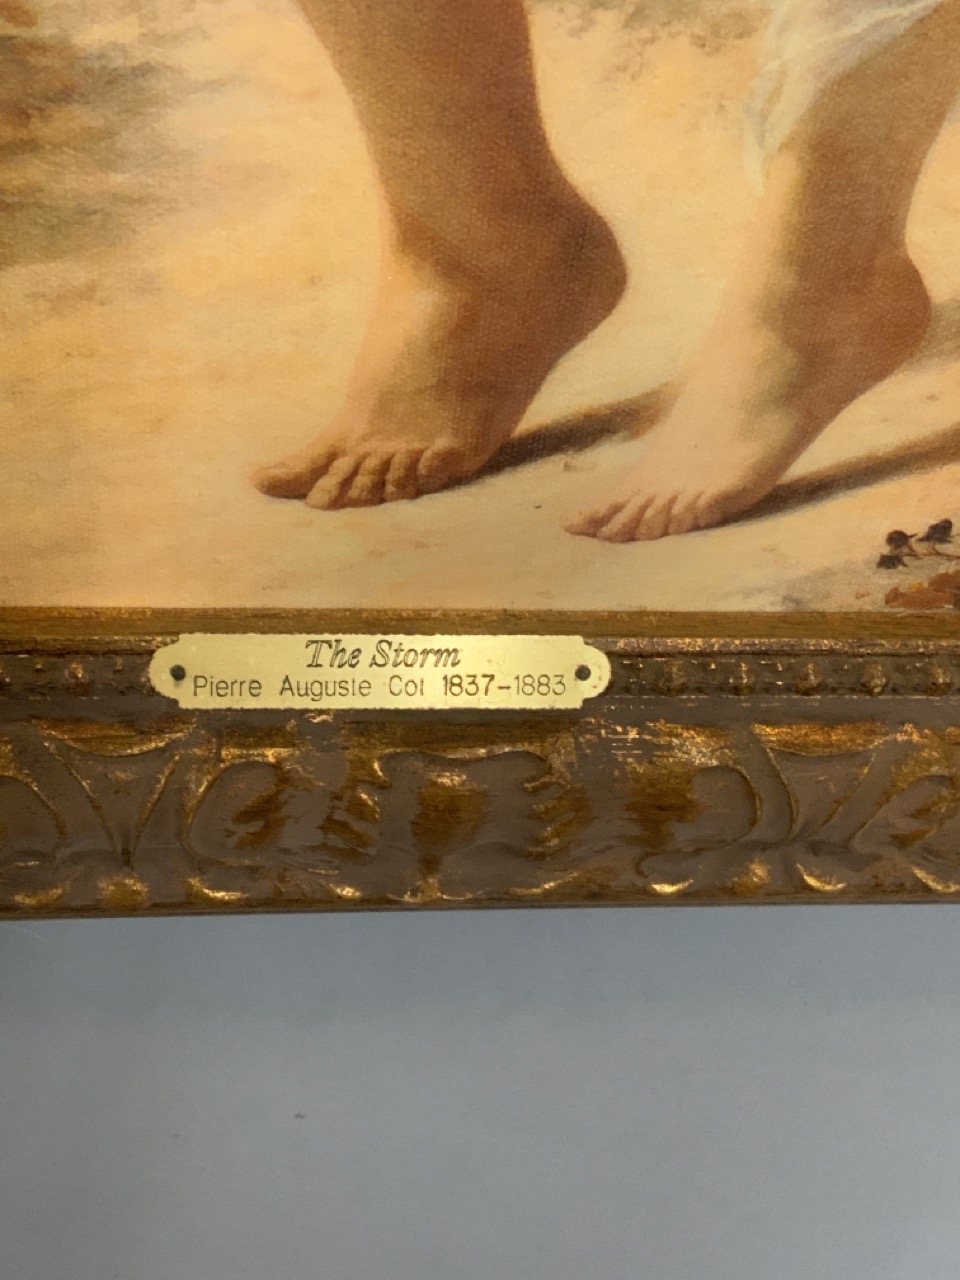 The Storm
Pierre Auguste Cot 1837-1883